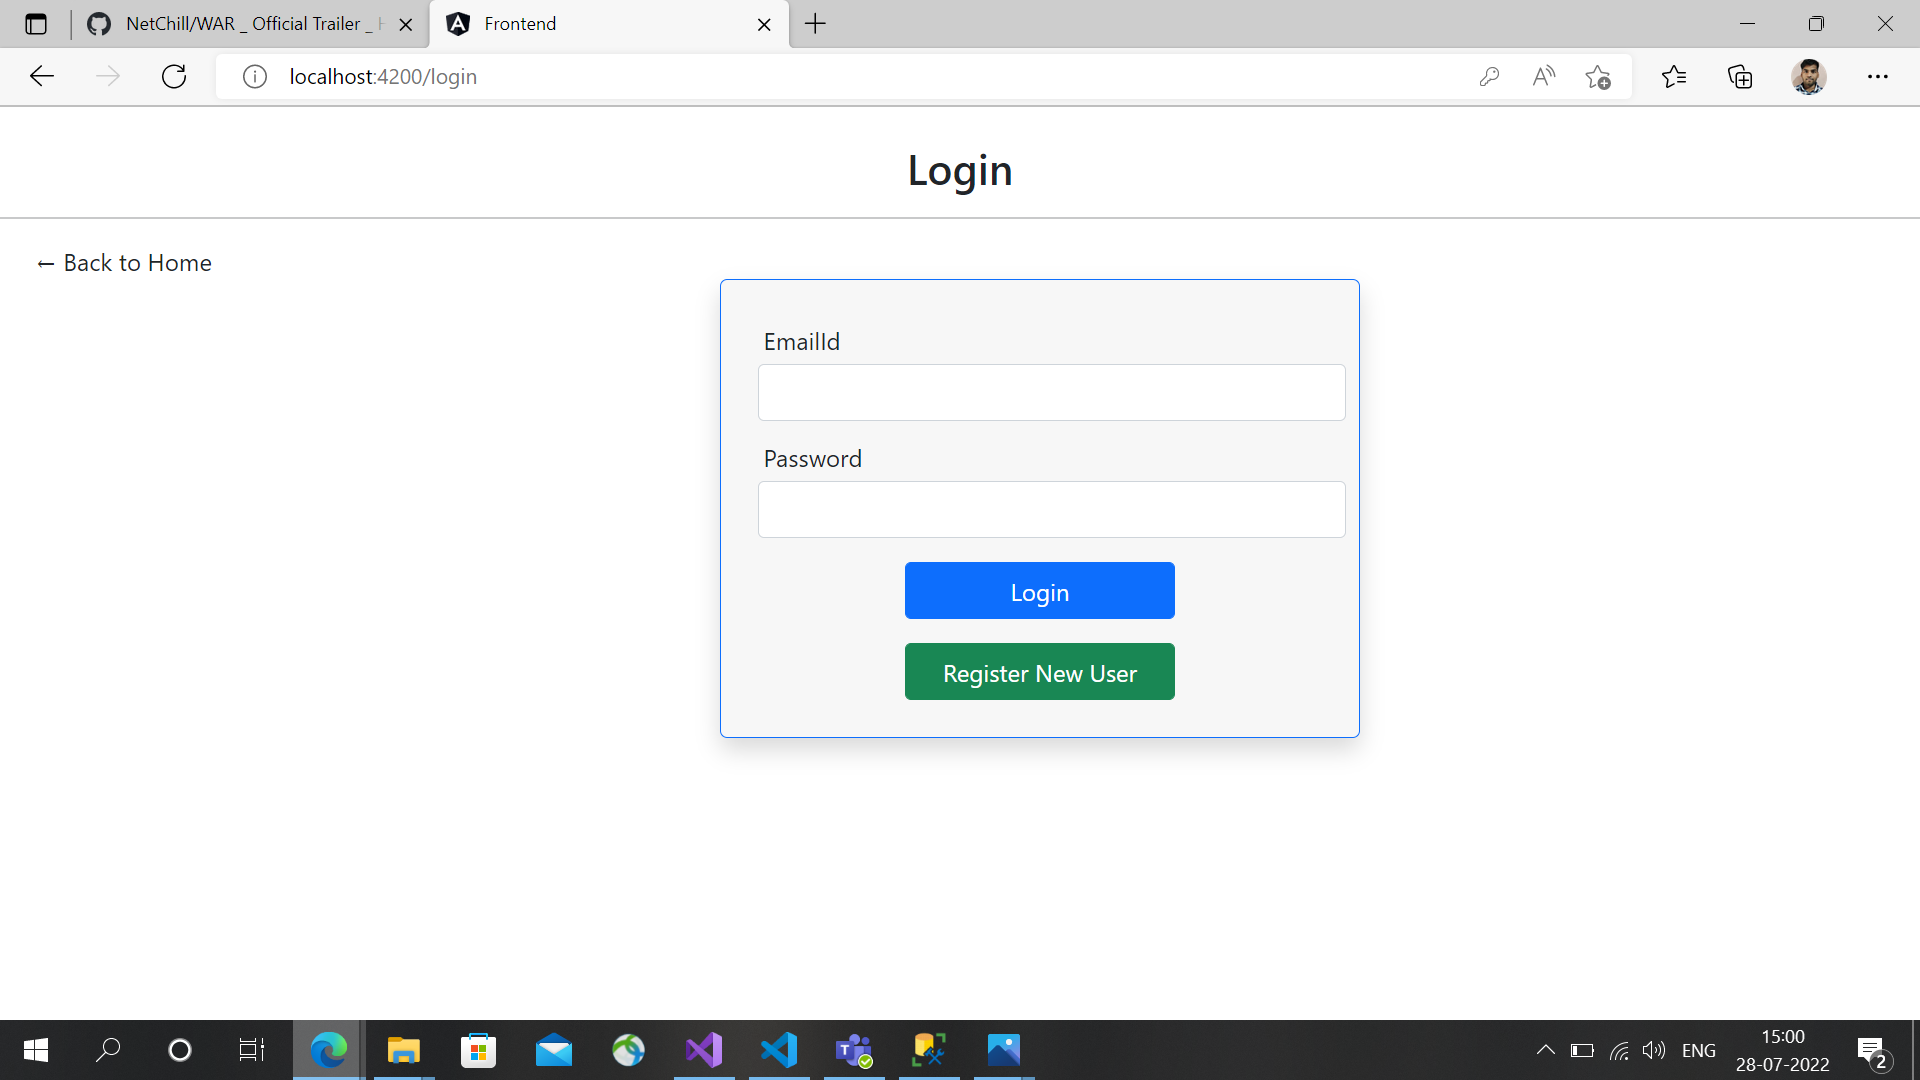 NetChill/WAR _ Official Trailer _
Frontend
localhost:4200/login
Login
← Back to Home
EmailId
Password
Login
Register New User
15:00
ENG
28-07-2022
2